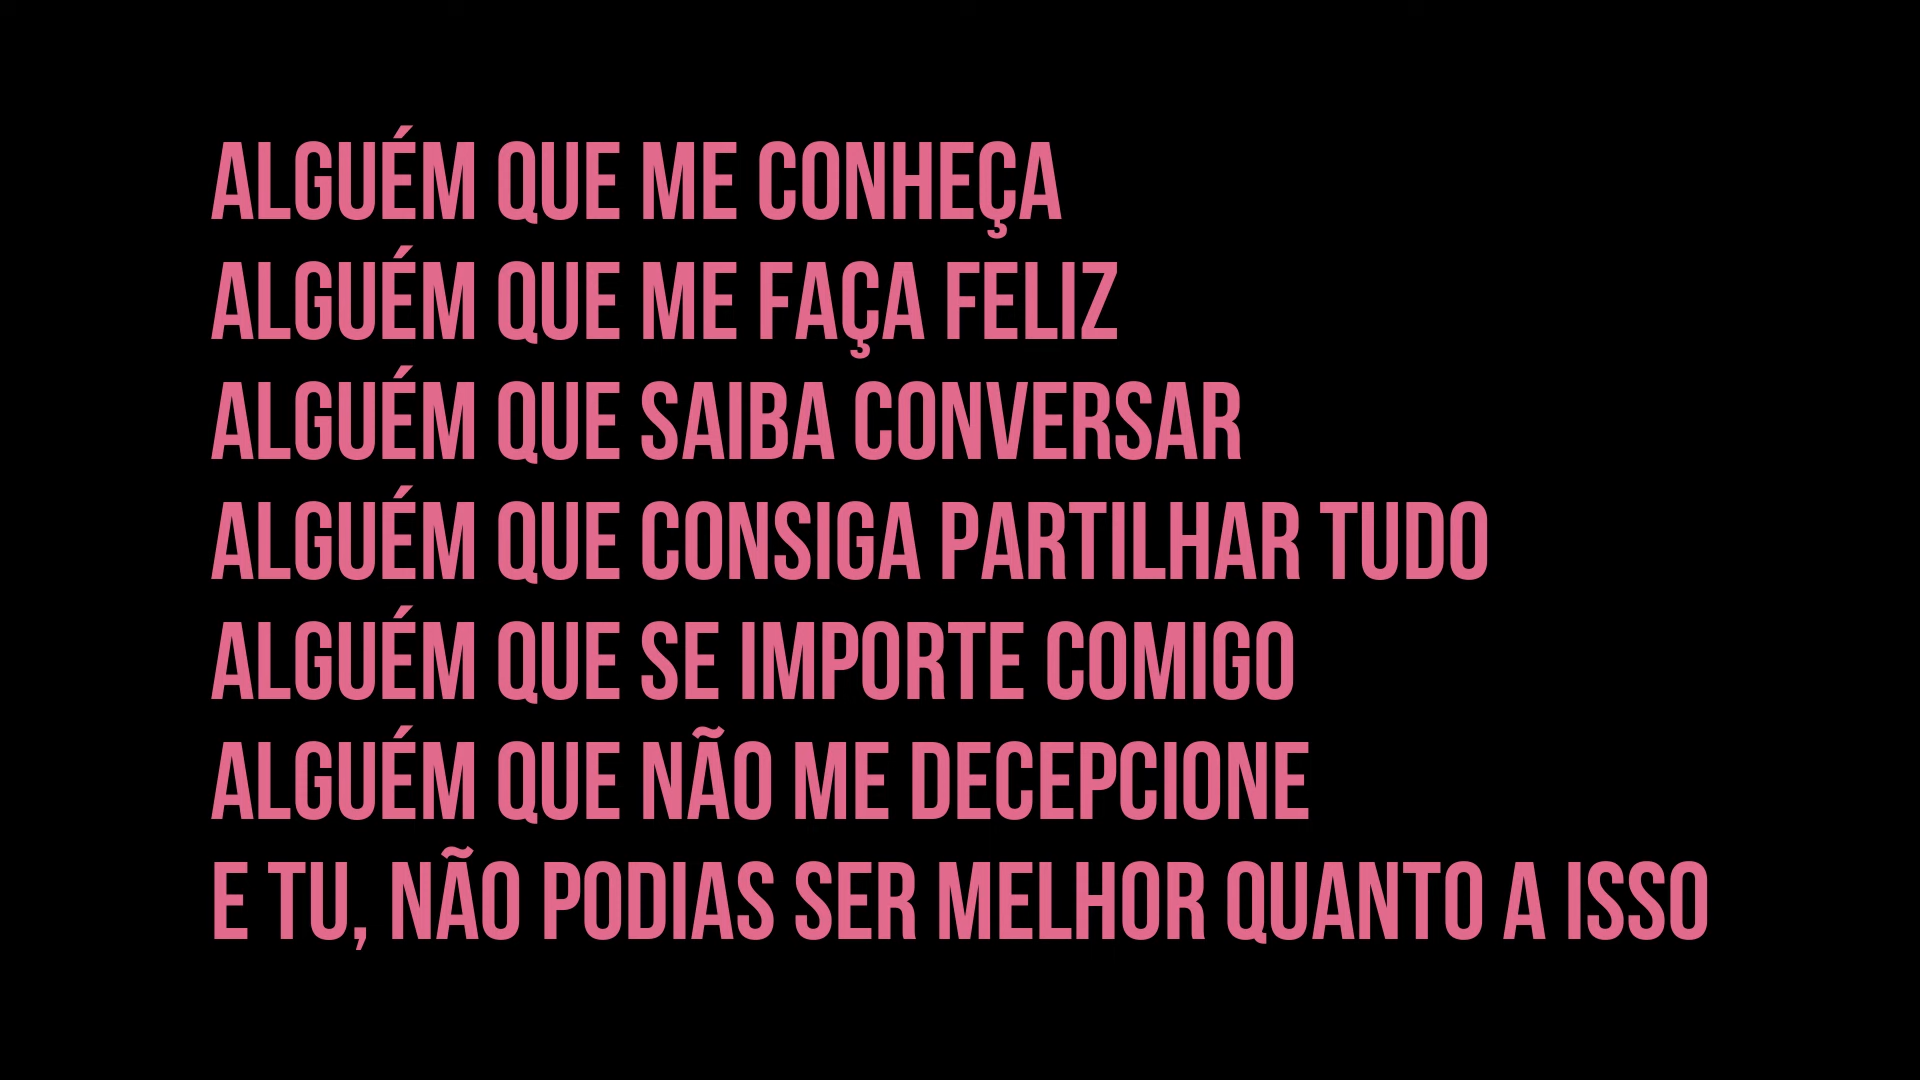 ALGUÉM QUE ME CONHEÇA
ALGUÉM QUE ME FAÇA FELIZ
ALGUÉM QUE SAIBA CONVERSAR
ALGUÉM QUE CONSIGA PARTILHAR TUDO
ALGUÉM QUE SE IMPORTE COMIGO
ALGUÉM QUE NÃO ME DECEPCIONE
E TU, NÃO PODIAS SER MELHOR QUANTO A ISSO